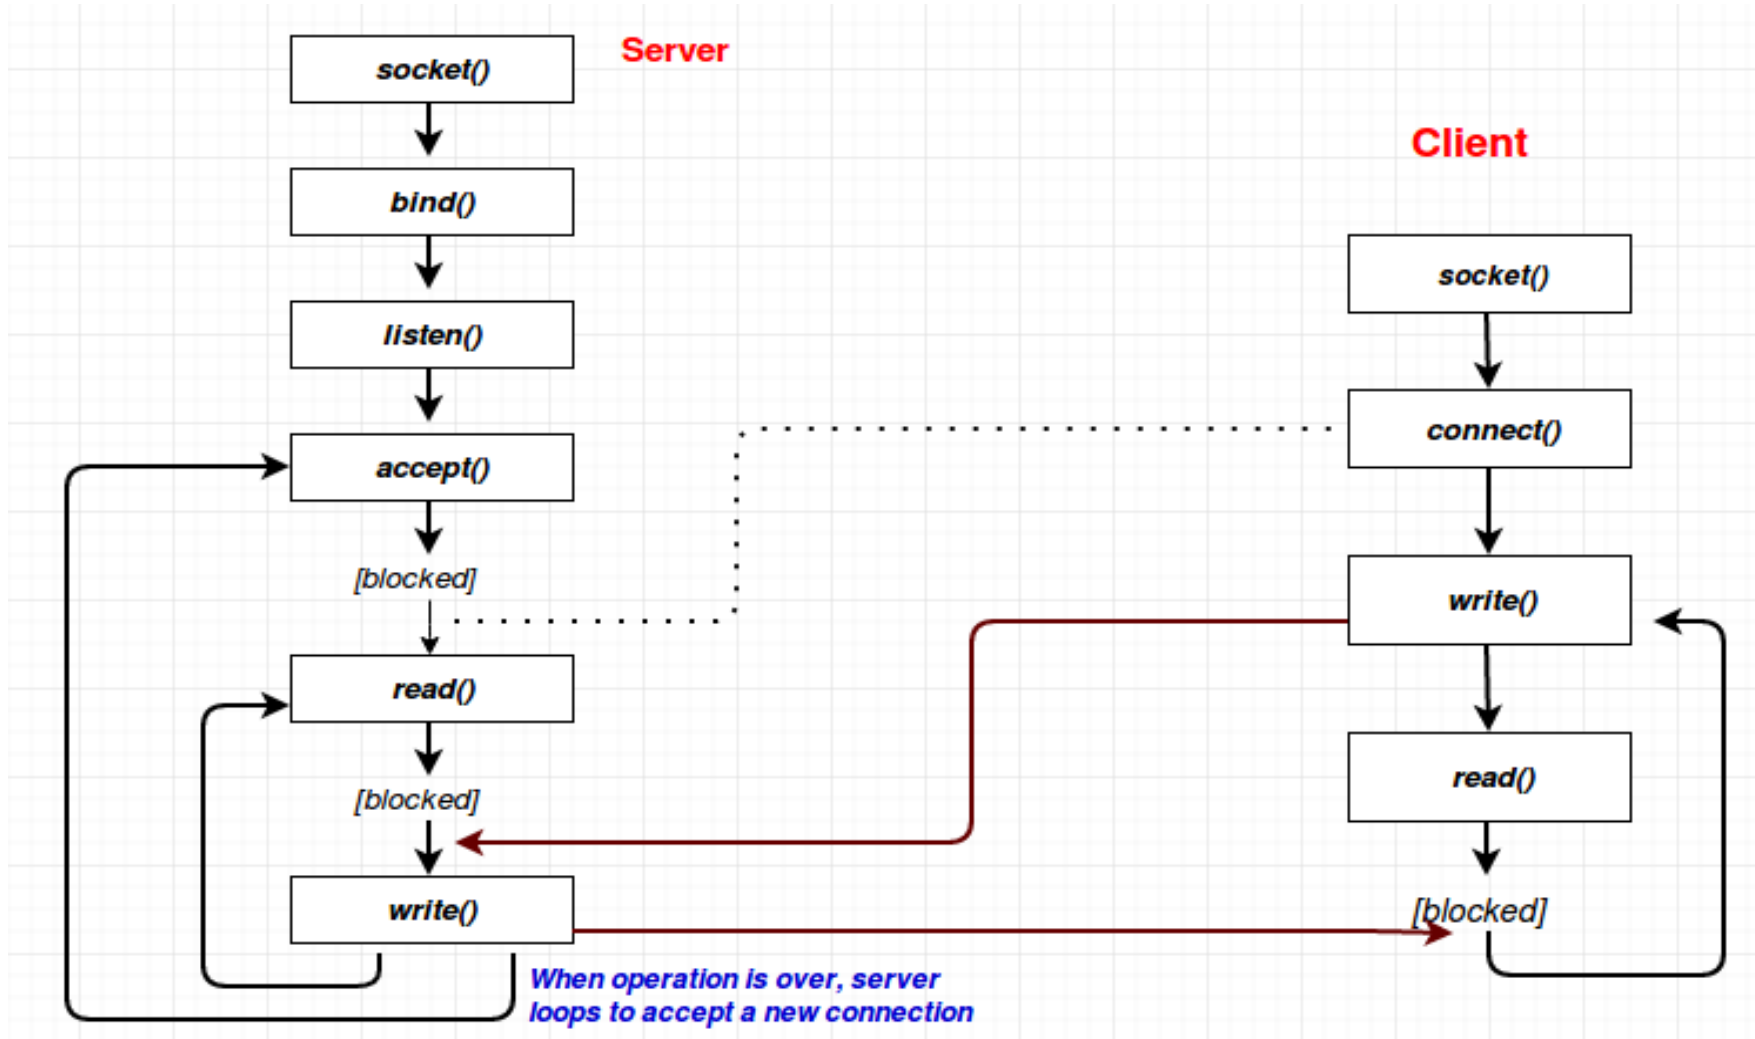 Server
socket()
bind()
listen()
accept()
[blocked]
read()
[blocked]
write()
When operation is over, server
loops to accept a new connection
Client
socket()
connect()
write()
read()
[blocked]